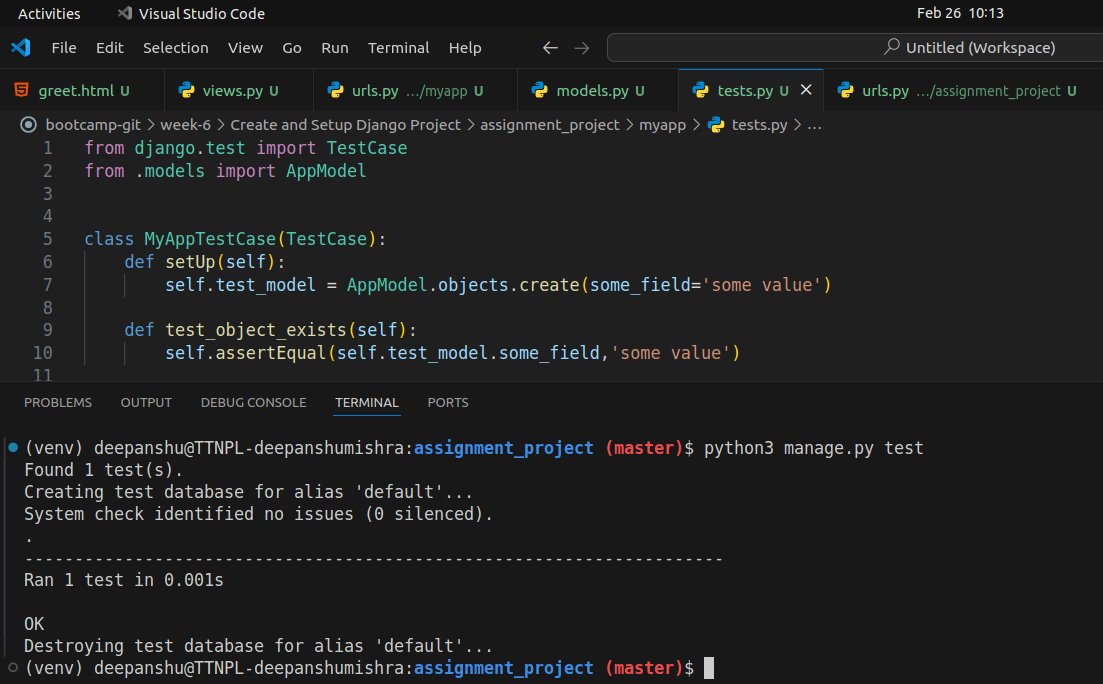 Activities Visual Studio Code Feb 26 10:13
File Edit Selection View Go Run Terminal Help Untitled (Workspace)
greet.html U views.py U urls.py .../myapp U models.py U tests.py U urls.py .../assignment_project U
bootcamp-git > week-6 > Create and Setup Django Project > assignment_project > myapp > tests.py > ...
1 from django.test import TestCase
2 from .models import AppModel
3
4
5 class MyAppTestCase(TestCase):
6 def setUp(self):
7 self.test_model = AppModel.objects.create(some_field='some value')
8
9 def test_object_exists(self):
10 self.assertEqual(self.test_model.some_field,'some value')
11
PROBLEMS OUTPUT DEBUG CONSOLE TERMINAL PORTS
(venv) deepanshu@TTNPL-deepanshumishra:assignment_project (master)$ python3 manage.py test
Found 1 test(s).
Creating test database for alias 'default'...
System check identified no issues (0 silenced).
.
----------------------------------------------------------------------
Ran 1 test in 0.001s
OK
Destroying test database for alias 'default'...
(venv) deepanshu@TTNPL-deepanshumishra:assignment_project (master)$